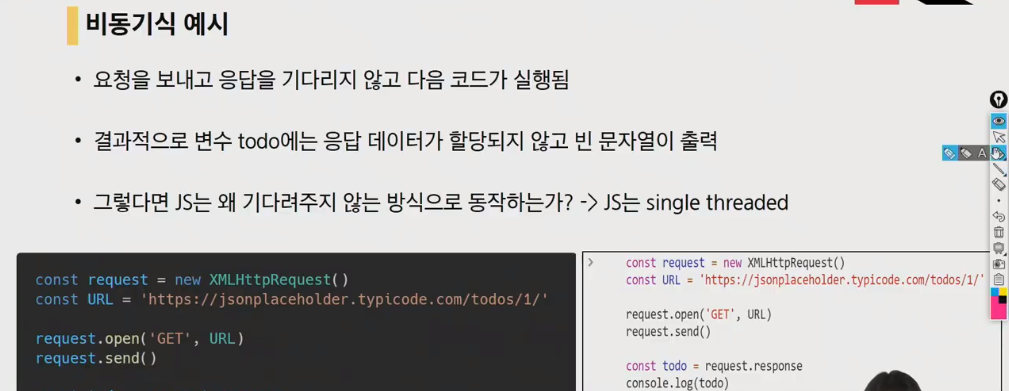 비동기식 예시
• 요청을 보내고 응답을 기다리지 않고 다음 코드가 실행됨
• 결과적으로 변수 todo에는 응답 데이터가 할당되지 않고 빈 문자열이 출력
• 그렇다면 JS는 왜 기다려주지 않는 방식으로 동작하는가? -> JS는 single threaded
const request = new XMLHttpRequest()
const URL = 'https://jsonplaceholder.typicode.com/todos/1/'
request.open('GET', URL)
request.send()
const request = new XMLHttpRequest()
const URL = 'https://jsonplaceholder.typicode.com/todos/1/'
request.open('GET', URL)
request.send()
const todo = request.response
console.log(todo)
A